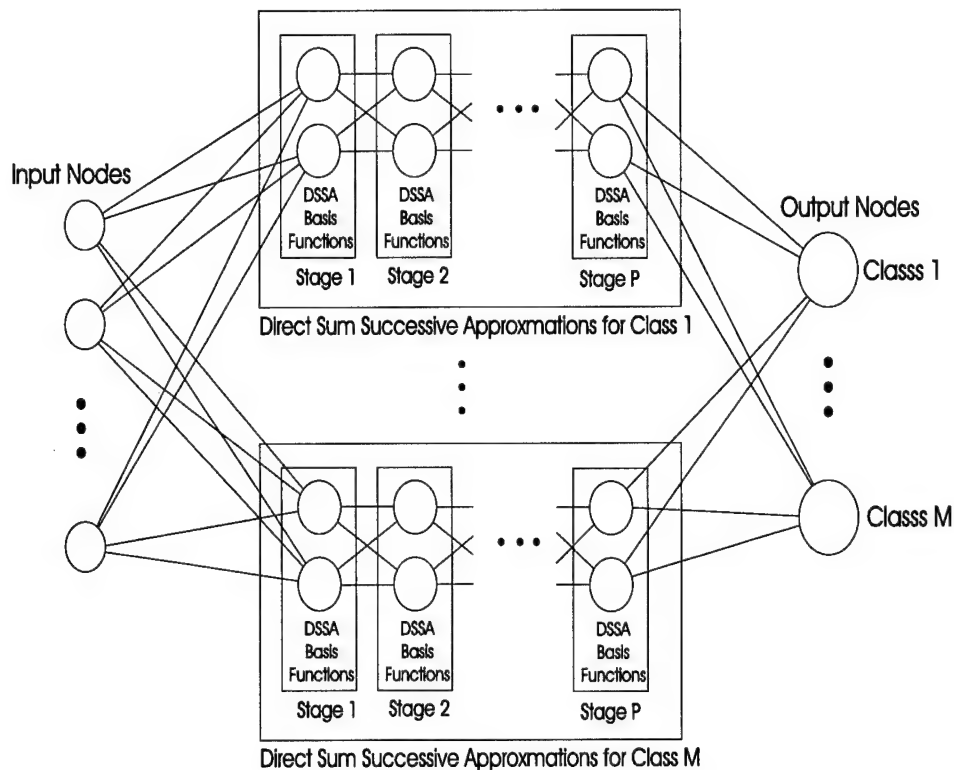 Input Nodes
DSSA
Basis
Functions
Stage 1
DSSA
Basis
Functions
Stage 2
DSSA
Basis
Functions
Stage P
Direct Sum Successive Approxmations for Class 1
Output Nodes
Classs 1
Classs M
DSSA
Basis
Functions
Stage 1
DSSA
Basis
Functions
Stage 2
DSSA
Basis
Functions
Stage P
Direct Sum Successive Approxmations for Class M